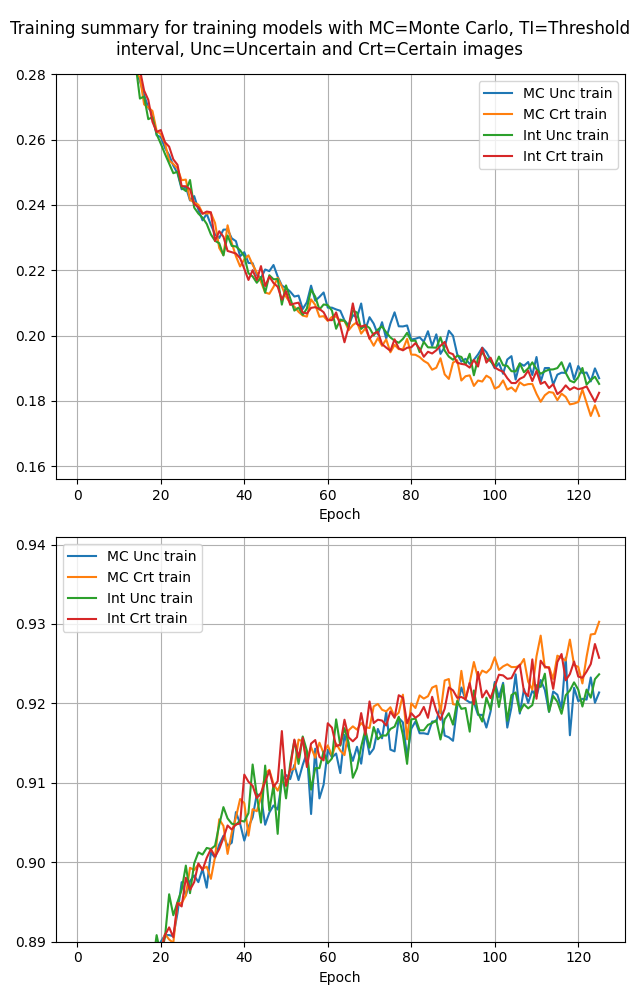 Training summary for training models with MC=Monte Carlo, TI=Threshold
interval, Unc=Uncertain and Crt=Certain images
0.28
0.26
0.24
0.22
0.20
0.18
0.16
MC Unc train
MC Crt train
Int Unc train
Int Crt train
0 20 40 60 80 100 120
Epoch
0.94
0.93
0.92
0.91
0.90
0.89
MC Unc train
MC Crt train
Int Unc train
Int Crt train
0 20 40 60 80 100 120
Epoch